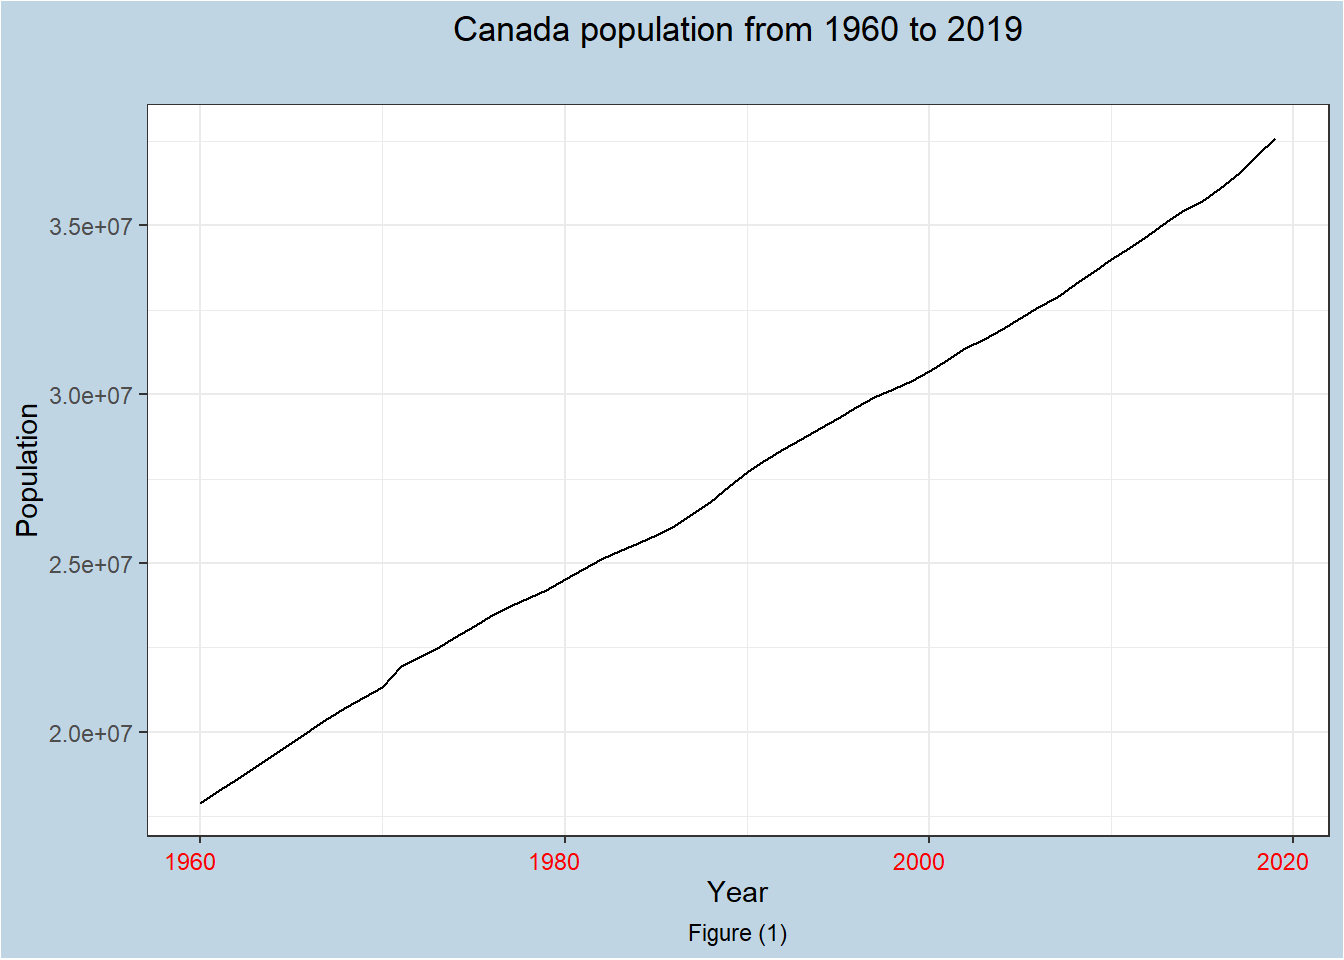 Canada population from 1960 to 2019
3.5e+07
3.0e+07
2.5e+07
2.0e+07
Population
1960 1980 2000 2020
Year
Figure (1)